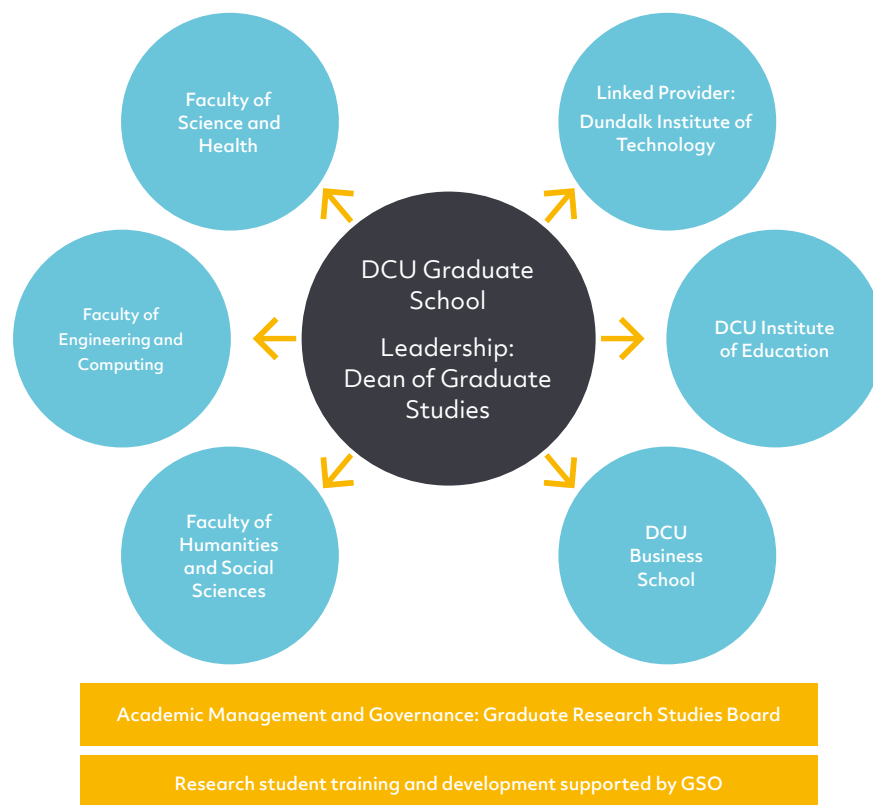 Faculty of
Science and
Health
Linked Provider:
Dundalk Institute of
Technology
DCU Graduate
School
Leadership:
Dean of Graduate
Studies
Faculty of
Engineering and
Computing
DCU Institute
of Education
Faculty of
Humanities
and Social
Sciences
DCU
Business
School
Academic Management and Governance: Graduate Research Studies Board
Research student training and development supported by GSO